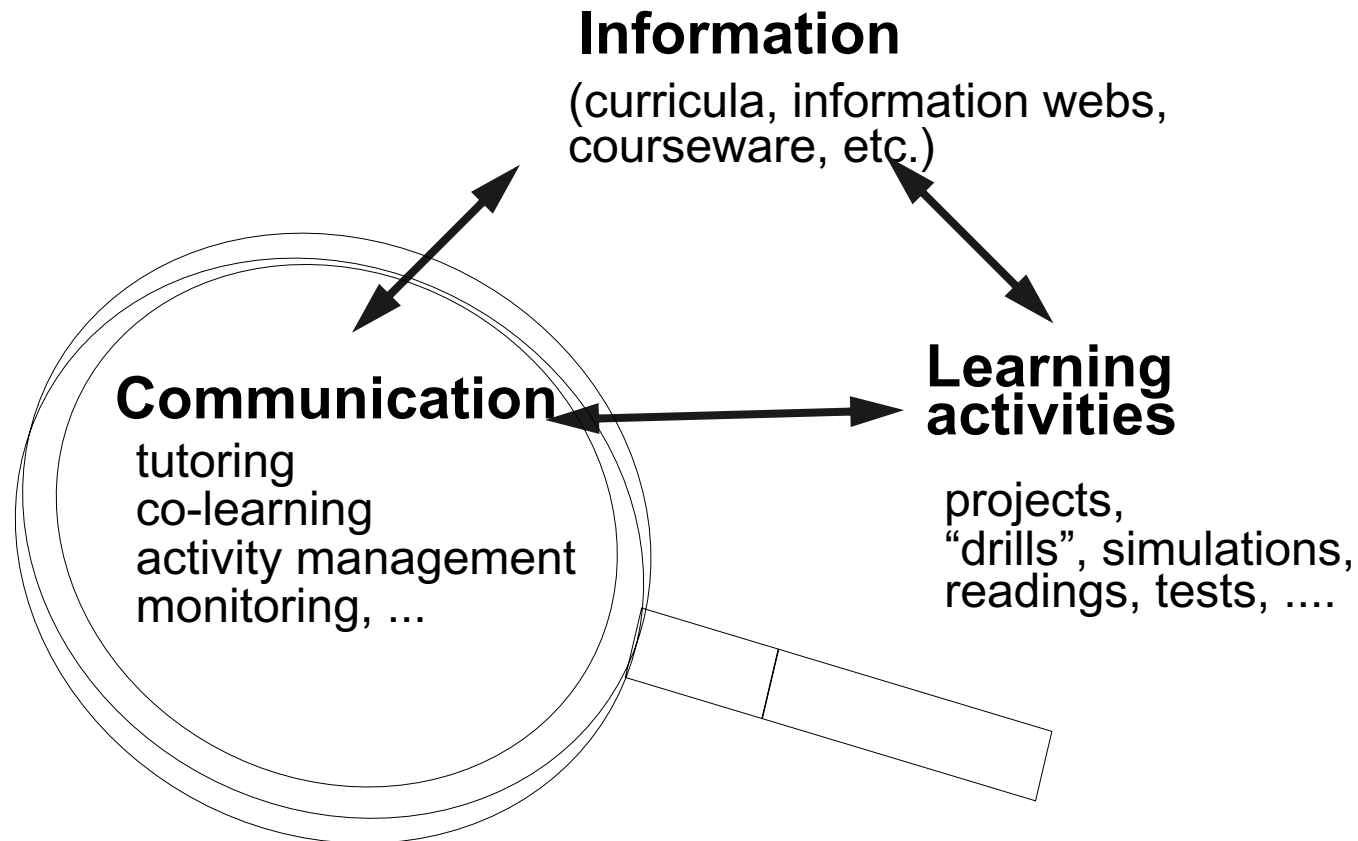 Information
(curricula, information webs,
courseware, etc.)
Communication
tutoring
co-learning
activity management
monitoring, ...
Learning
activities
projects,
“drills”, simulations,
readings, tests, ....